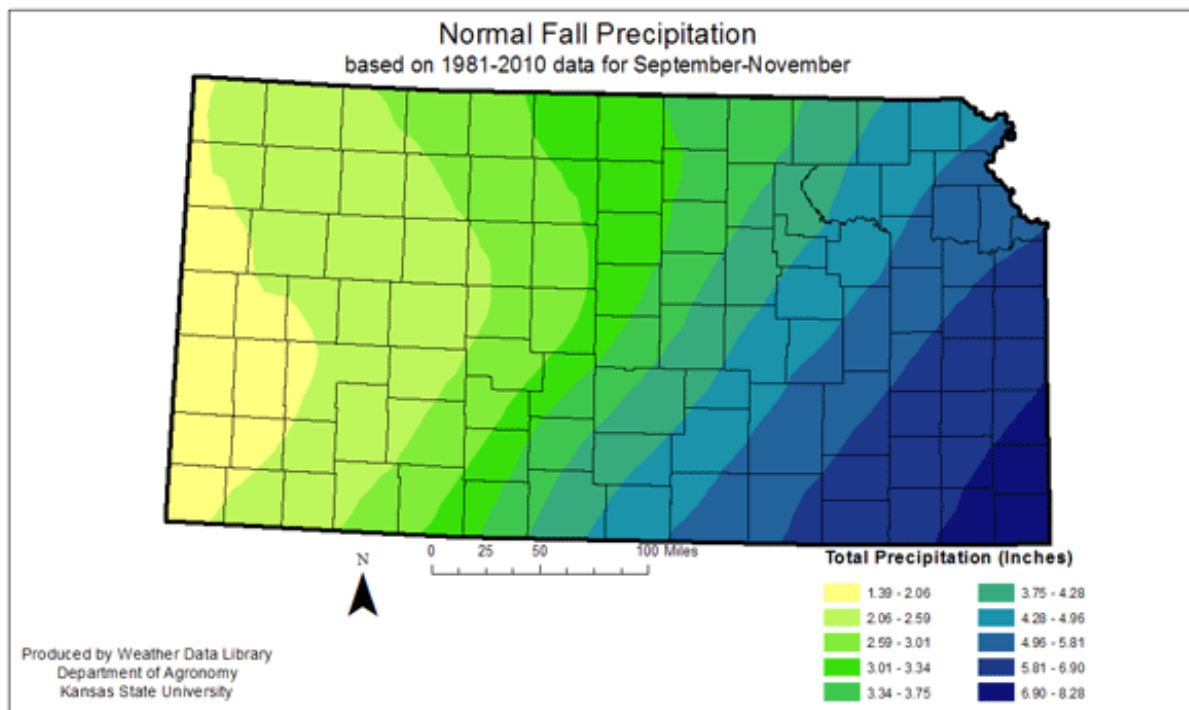 Normal Fall Precipitation
based on 1981-2010 data for September-November
0 25 50 100 Miles
N
Total Precipitation (Inches)
1.39 - 2.06
2.06 - 2.59
2.59 - 3.01
3.01 - 3.34
3.34 - 3.75
3.75 - 4.28
4.28 - 4.96
4.96 - 5.81
5.81 - 6.90
6.90 - 8.28
Produced by Weather Data Library
Department of Agronomy
Kansas State University